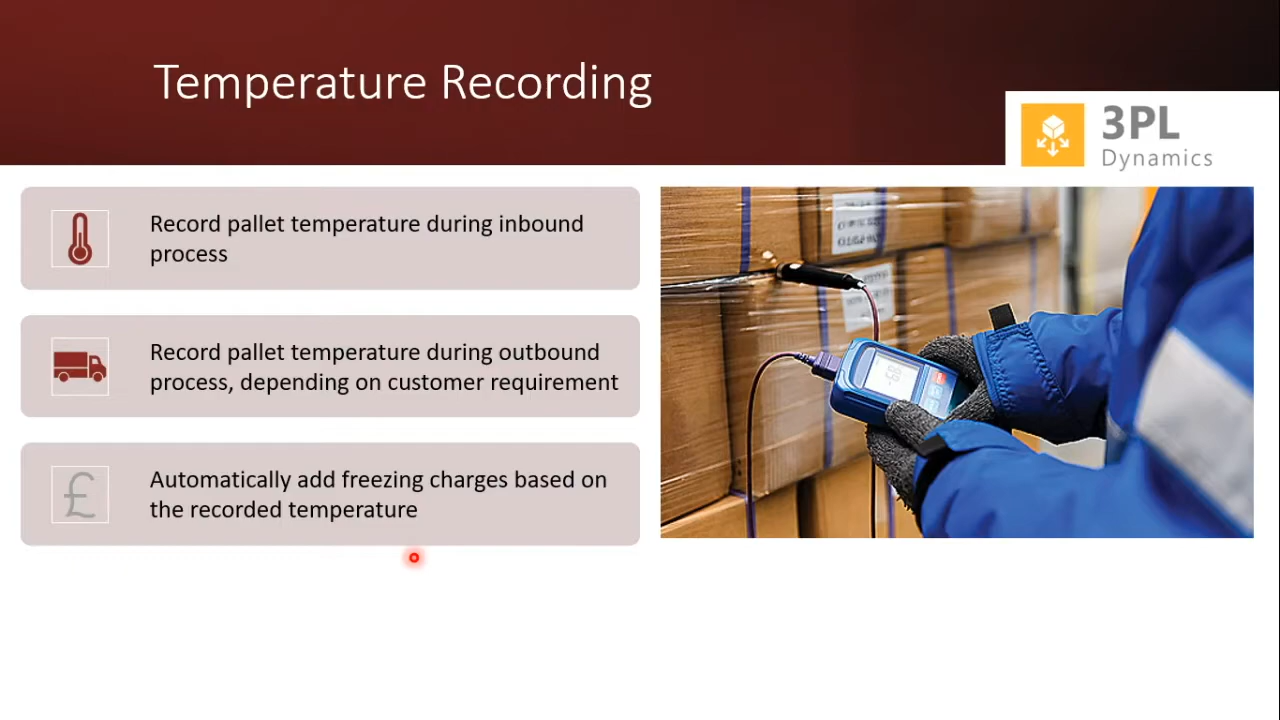 Temperature Recording
3PL
Dynamics
Record pallet temperature during inbound
process
Record pallet temperature during outbound
process, depending on customer requirement
£
Automatically add freezing charges based on
the recorded temperature